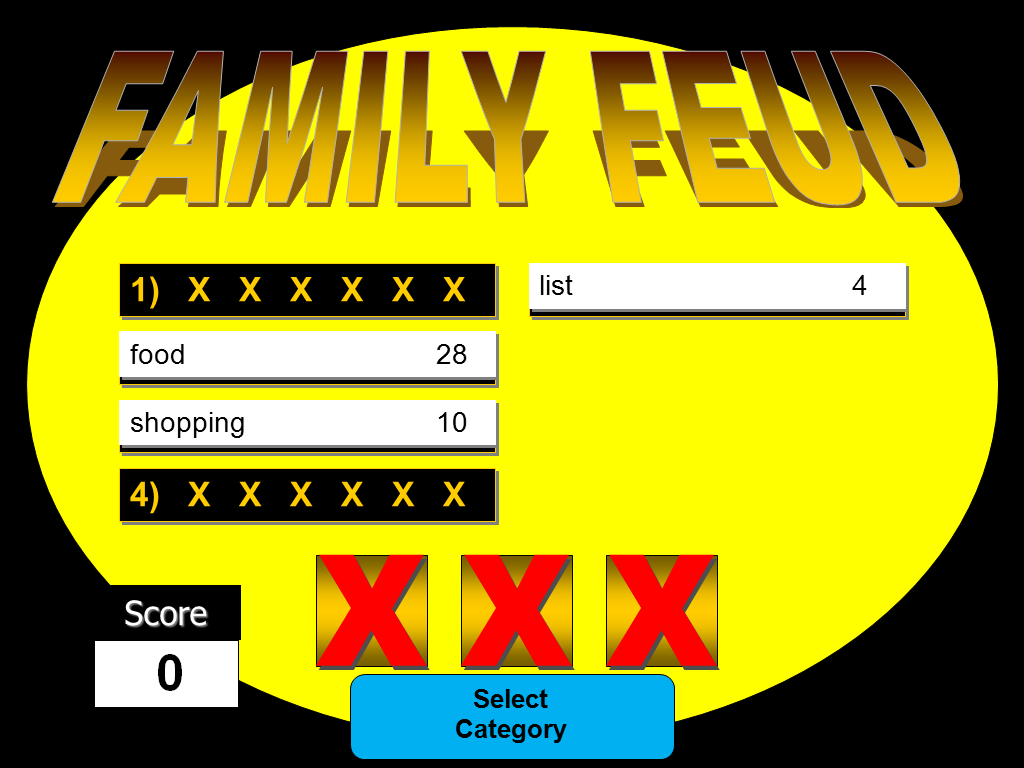 FAMILY FEUD
1) X X X X X X
list 4
food 28
shopping 10
4) X X X X X X
X X X
Score
0
Select
Category